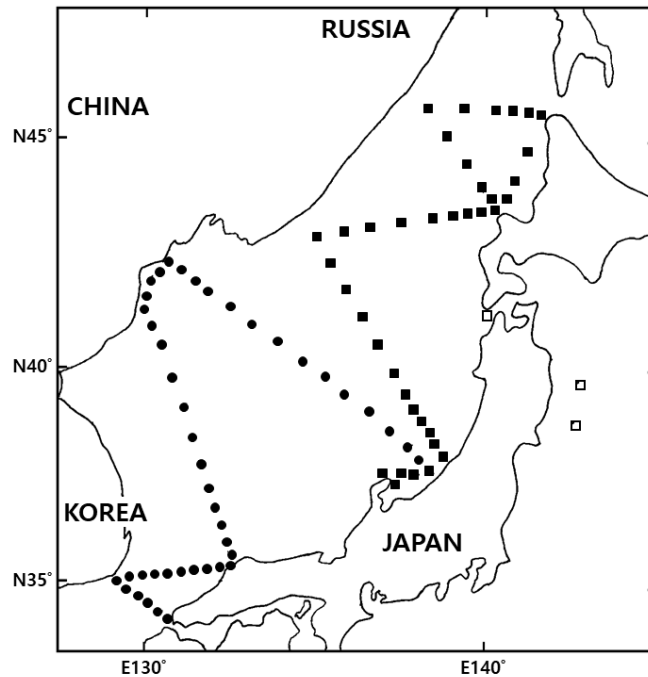 RUSSIA
CHINA
N45°
N40°
KOREA
JAPAN
N35°
E130°
E140°